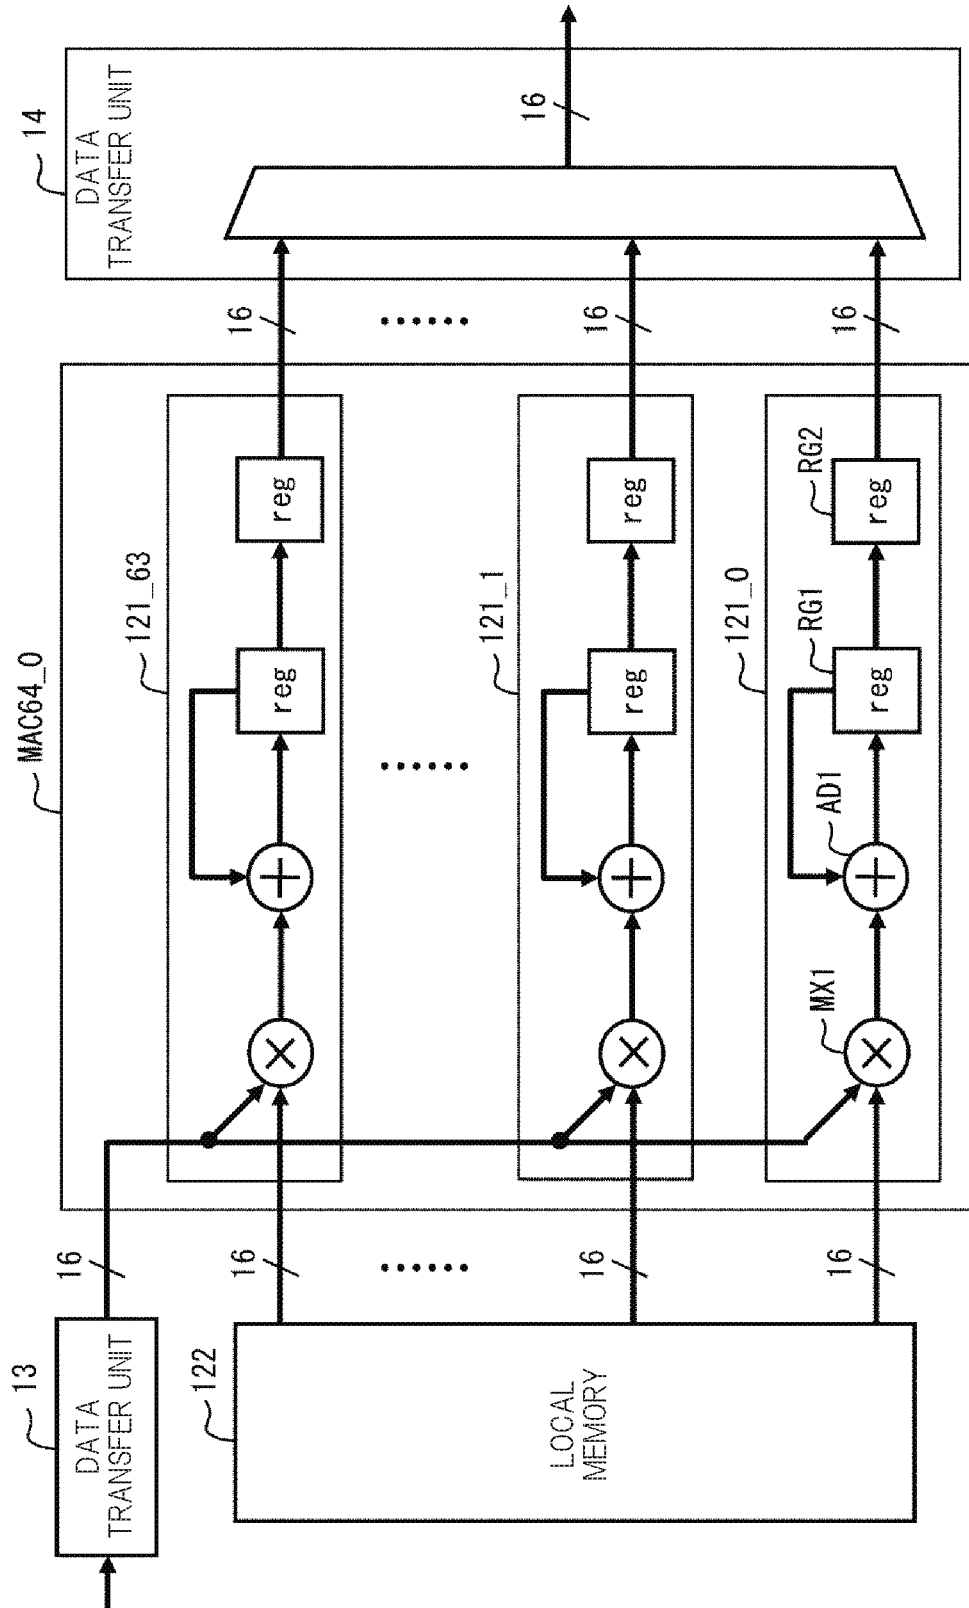 13
DATA
TRANSFER UNIT
16
122
LOCAL
MEMORY
16
16
16
MAC64_0
121_63
reg
reg
121_1
reg
reg
121_0
MX1
AD1
RG1
reg
RG2
reg
16
16
16
14
DATA
TRANSFER UNIT
16